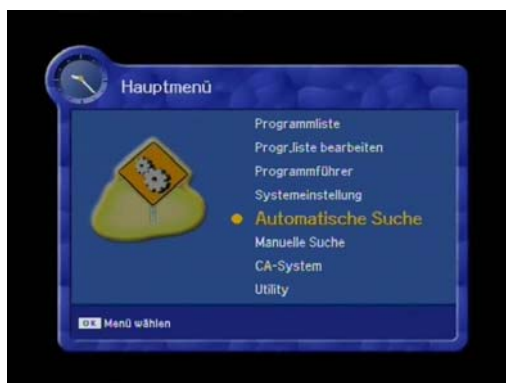 Hauptmenü
Programmliste
Progr,liste bearbeiten
Programmführer
Systemeinstellung
Automatische Suche
Manuelle Suche
CA-System
Utility
OK Menü wählen